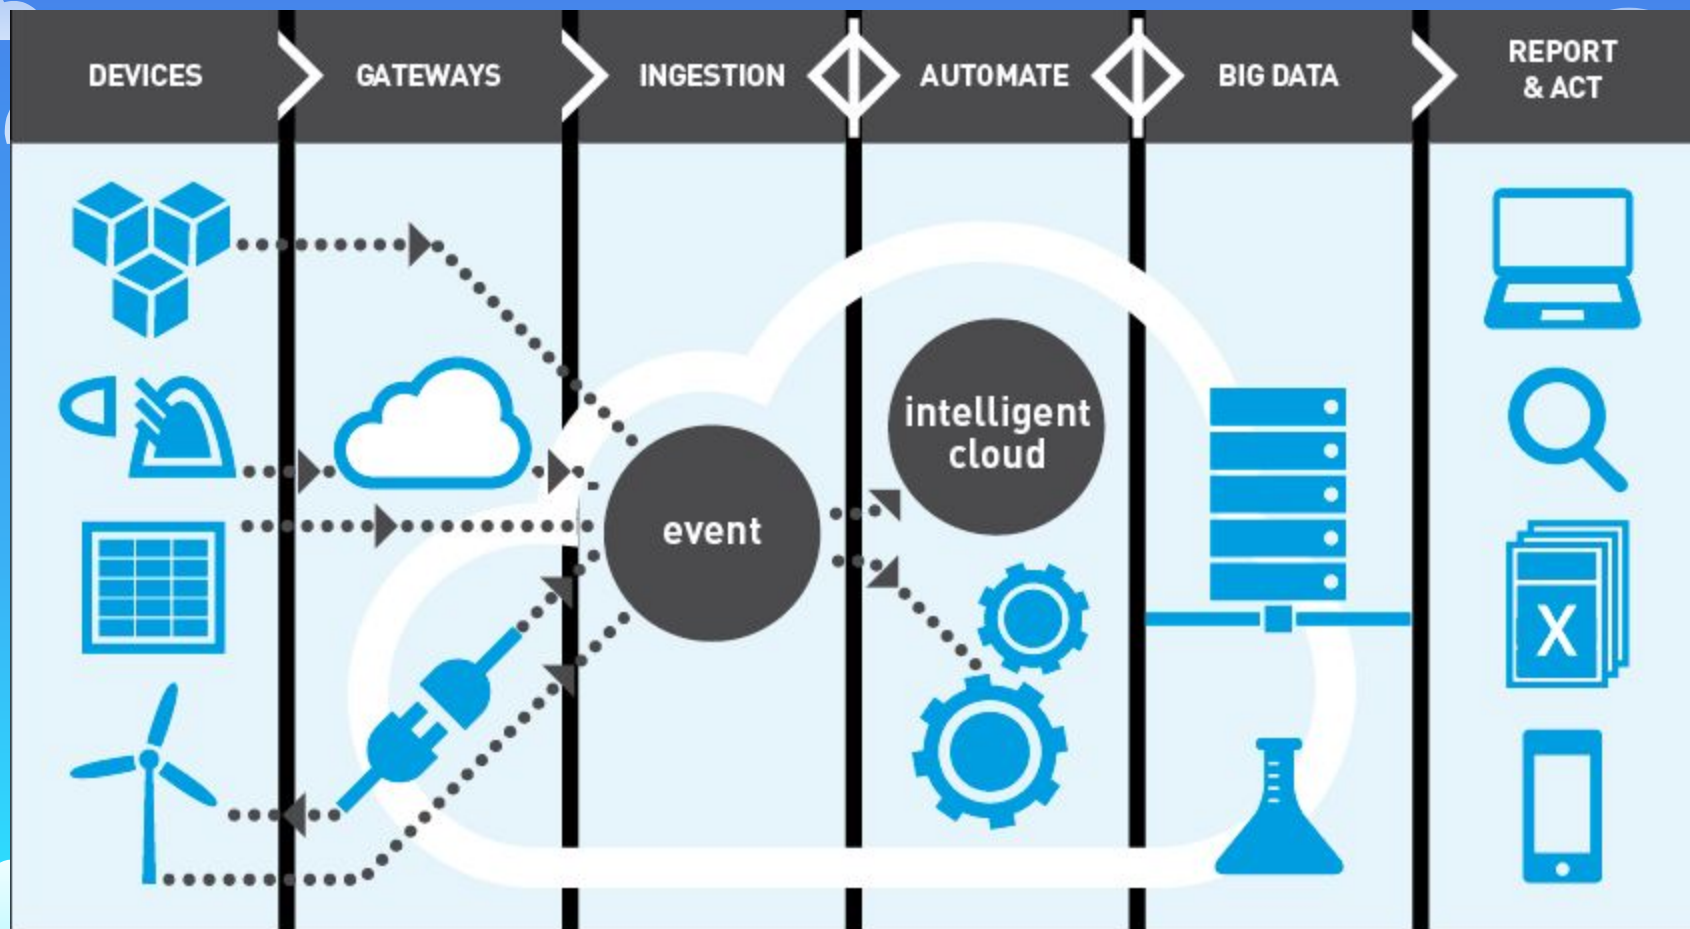 DEVICES
GATEWAYS
INGESTION
AUTOMATE
BIG DATA
REPORT
& ACT
intelligent
cloud
event
X